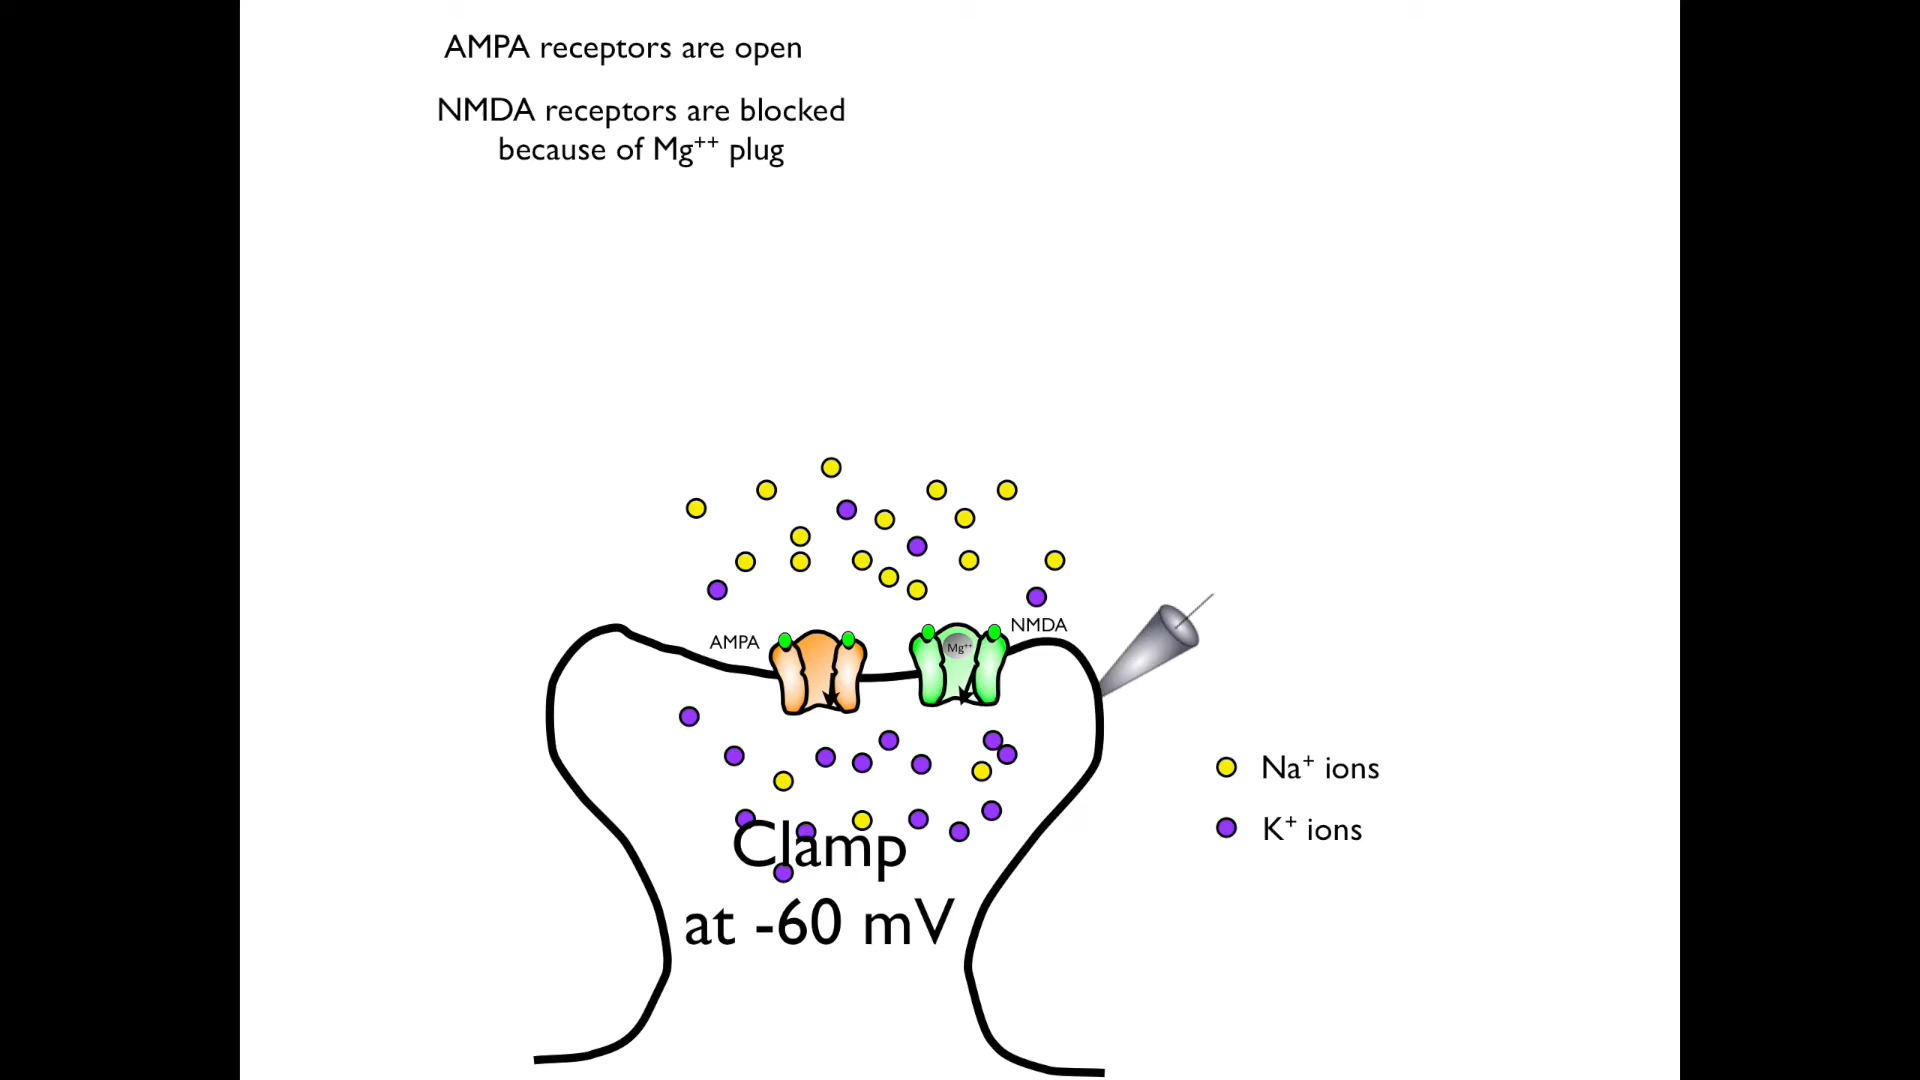 AMPA receptors are open
NMDA receptors are blocked
because of Mg⁺⁺ plug
AMPA
Mg⁺⁺
NMDA
Na⁺ ions
K⁺ ions
Clamp
at -60 mV